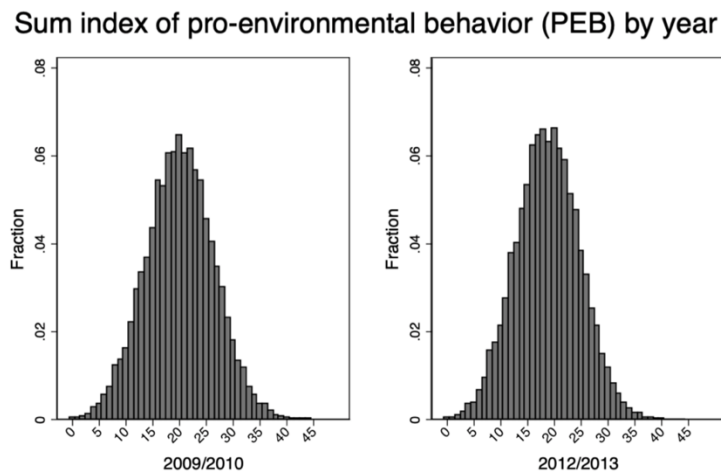 Sum index of pro-environmental behavior (PEB) by year
.08
.06
.04
.02
0
Fraction
0 5 10 15 20 25 30 35 40 45
2009/2010
.08
.06
.04
.02
0
Fraction
0 5 10 15 20 25 30 35 40 45
2012/2013